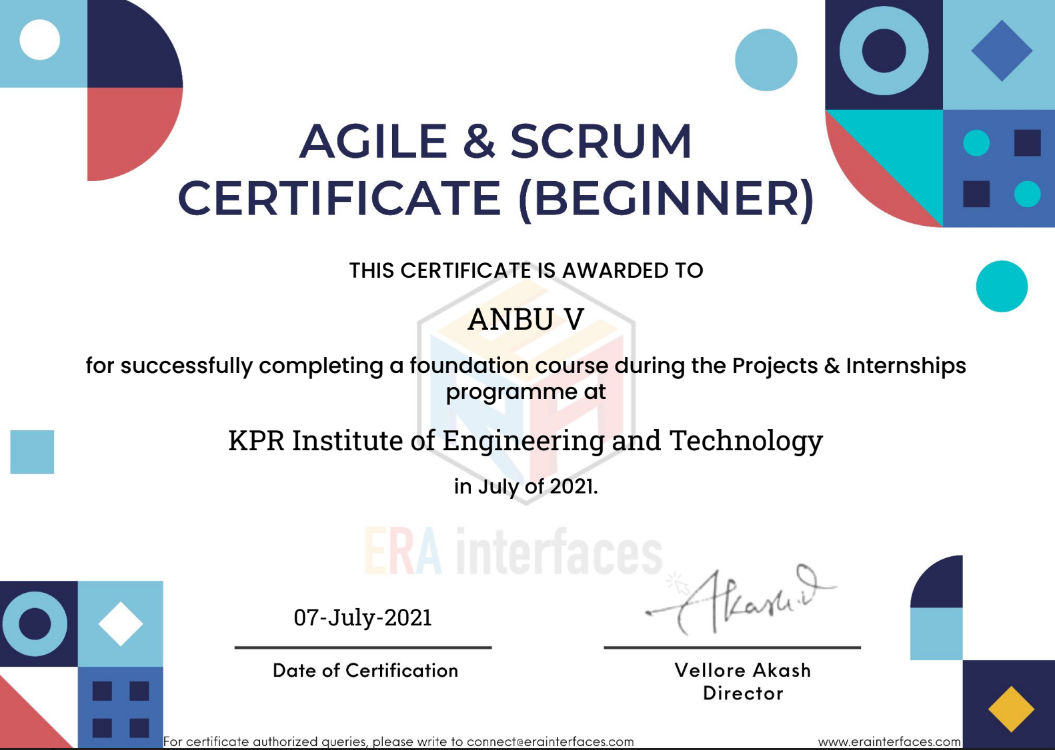 AGILE & SCRUM
CERTIFICATE (BEGINNER)
THIS CERTIFICATE IS AWARDED TO
ANBU V
for successfully completing a foundation course during the Projects & Internships
programme at
KPR Institute of Engineering and Technology
in July of 2021.
ERA
ERA interfaces
07-July-2021
Akashd
Date of Certification
Vellore Akash
Director
For certificate authorized queries, please write to connect@erainterfaces.com
www.erainterfaces.com